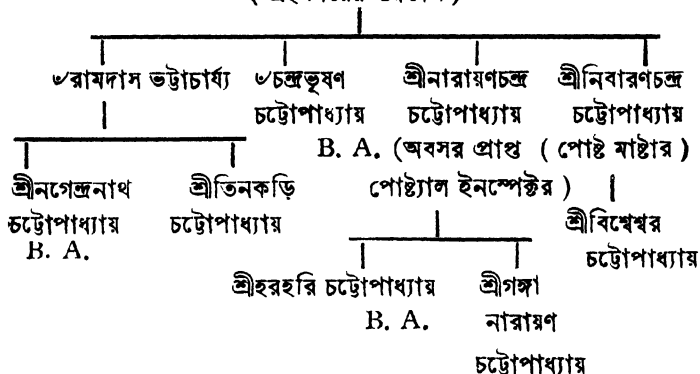 ৺রামদাস ভট্টাচার্য্য ৺চন্দ্রভূষণ শ্রীনারায়ণচন্দ্র শ্রীনিবারণচন্দ্র
চট্টোপাধ্যায় চট্টোপাধ্যায় চট্টোপাধ্যায়
B. A. (অবসর প্রাপ্ত ( পোষ্ট মাষ্টার )
শ্রীনগেন্দ্রনাথ শ্রীতিনকড়ি পোষ্ট্যাল ইনস্পেক্টর )
চট্টোপাধ্যায় চট্টোপাধ্যায় শ্রীবিশ্বেশ্বর
B. A. চট্টোপাধ্যায়
শ্রীহরহরি চট্টোপাধ্যায় শ্রীগঙ্গা
B. A. নারায়ণ
চট্টোপাধ্যায়